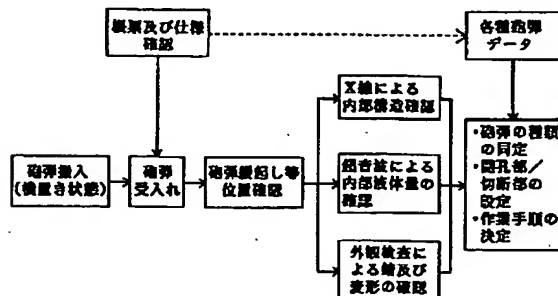 帳票及び仕様
確認
各種砲弾
データ
X線による
内部構造確認
砲弾搬入
(横置き状態)
砲弾
受入れ
砲弾縦起し等
位置確認
超音波による
内部液体量の
確認
外観検査に
よる錆及び
変形の確認
・砲弾の種類
の同定
・開孔部/
切断部の
設定
・作業手順の
決定